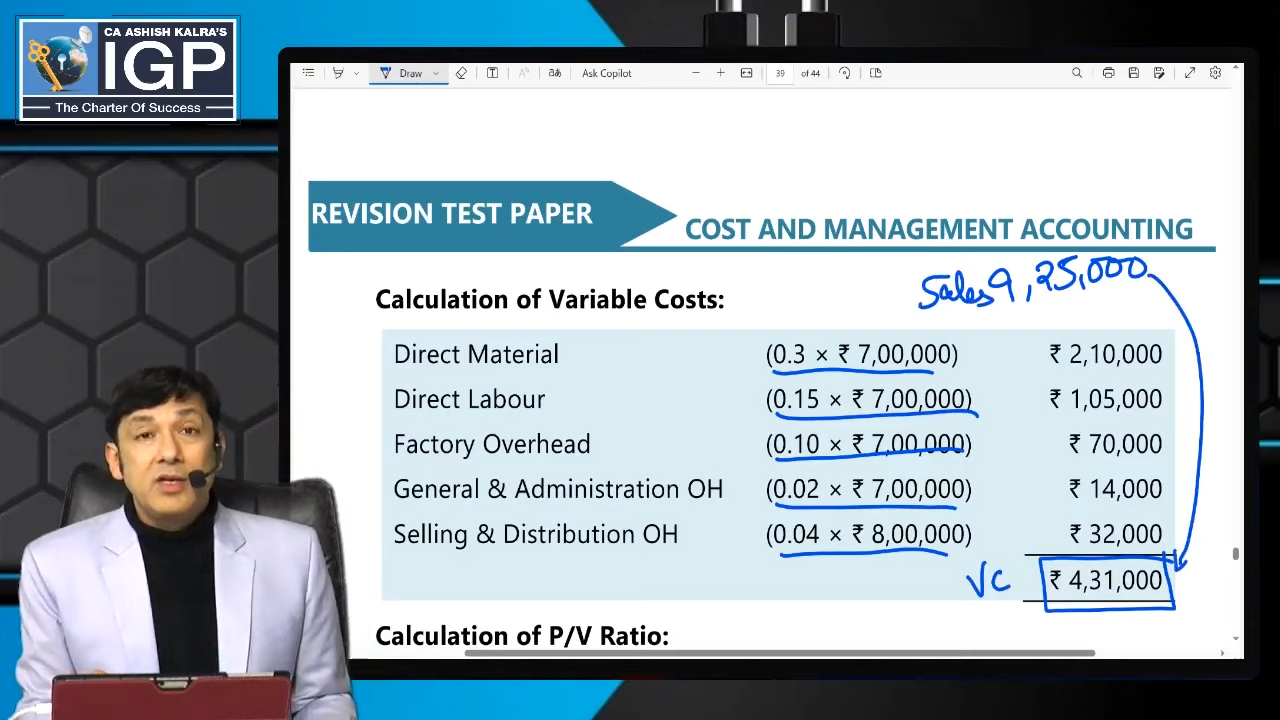 CA ASHISH KALRA'S
IGP
The Charter Of Success
Draw
Ask Copilot
39 of 44
REVISION TEST PAPER
COST AND MANAGEMENT ACCOUNTING
Sales 9,25,000
Calculation of Variable Costs:
Direct Material (0.3 × ₹ 7,00,000) ₹ 2,10,000
Direct Labour (0.15 × ₹ 7,00,000) ₹ 1,05,000
Factory Overhead (0.10 × ₹ 7,00,000) ₹ 70,000
General & Administration OH (0.02 × ₹ 7,00,000) ₹ 14,000
Selling & Distribution OH (0.04 × ₹ 8,00,000) ₹ 32,000
VC ₹ 4,31,000
Calculation of P/V Ratio: